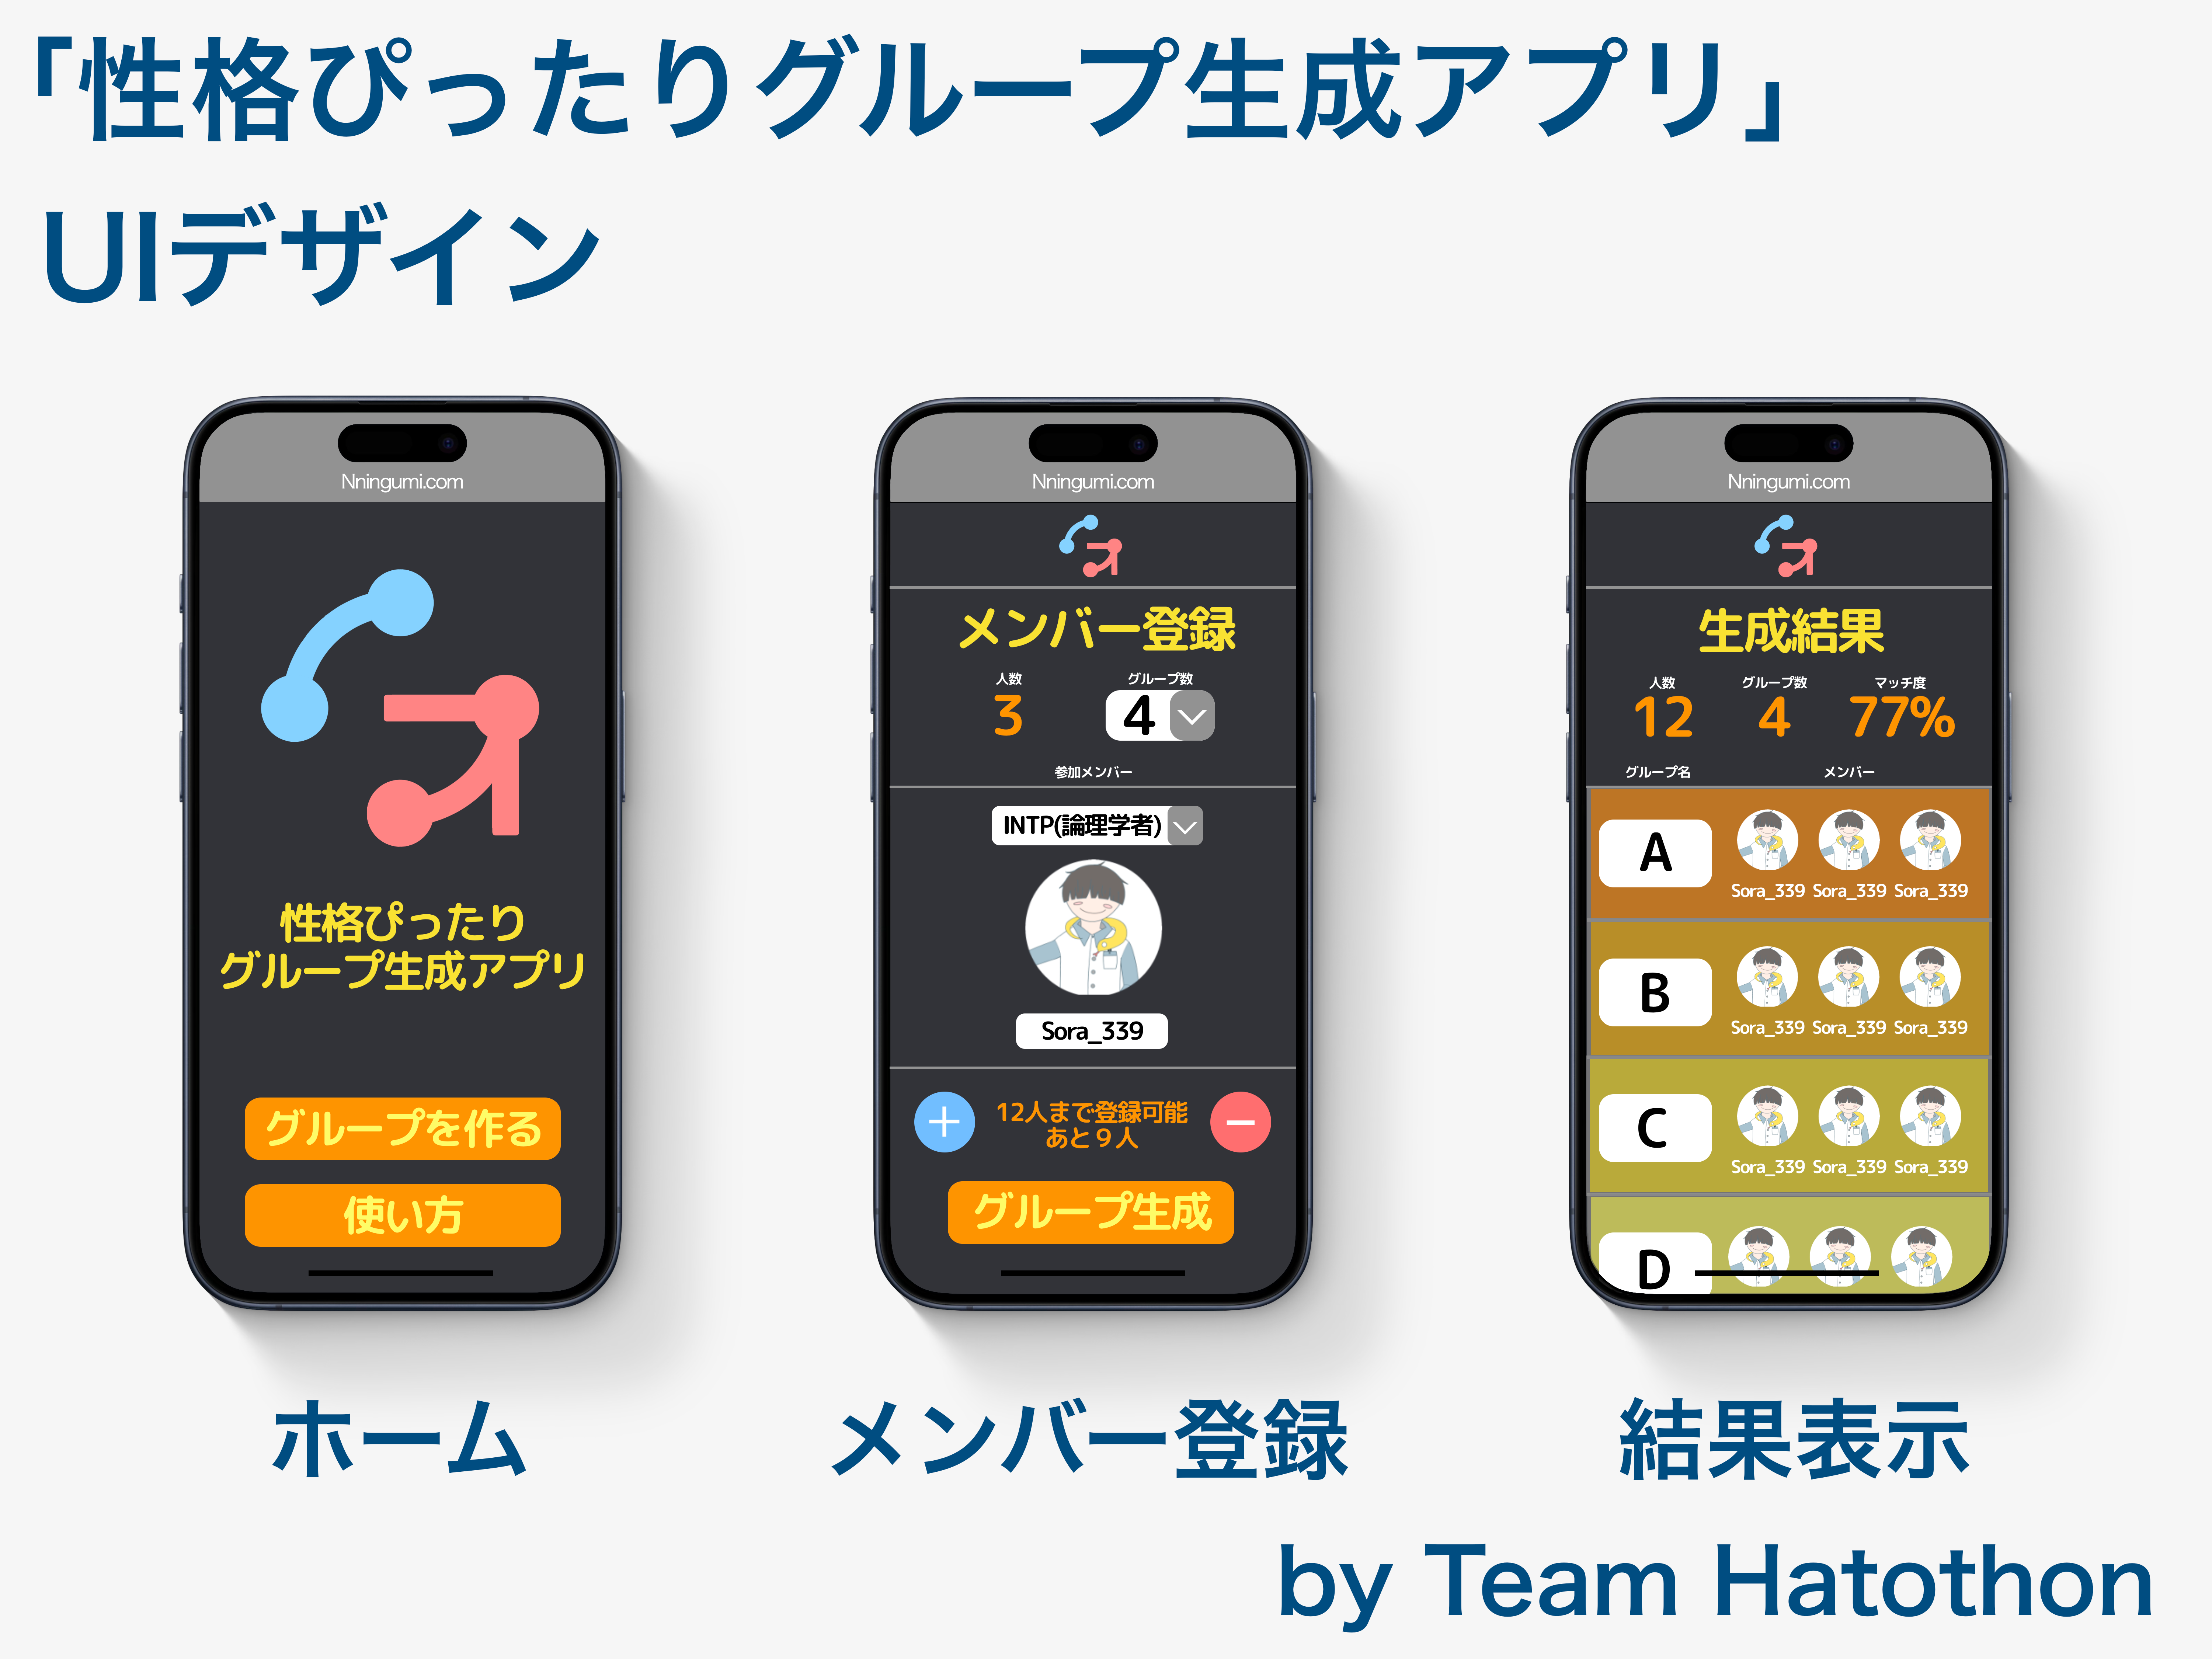 「性格ぴったりグループ生成アプリ」
UIデザイン
Nningumi.com
性格ぴったり
グループ生成アプリ
グループを作る
使い方
ホーム
Nningumi.com
メンバー登録
人数 グループ数
3 4
参加メンバー
INTP(論理学者)
Sora_339
12人まで登録可能
あと9人
グループ生成
メンバー登録
Nningumi.com
生成結果
人数 グループ数 マッチ度
12 4 77%
グループ名 メンバー
A
Sora_339 Sora_339 Sora_339
B
Sora_339 Sora_339 Sora_339
C
Sora_339 Sora_339 Sora_339
D
結果表示
by Team Hatothon